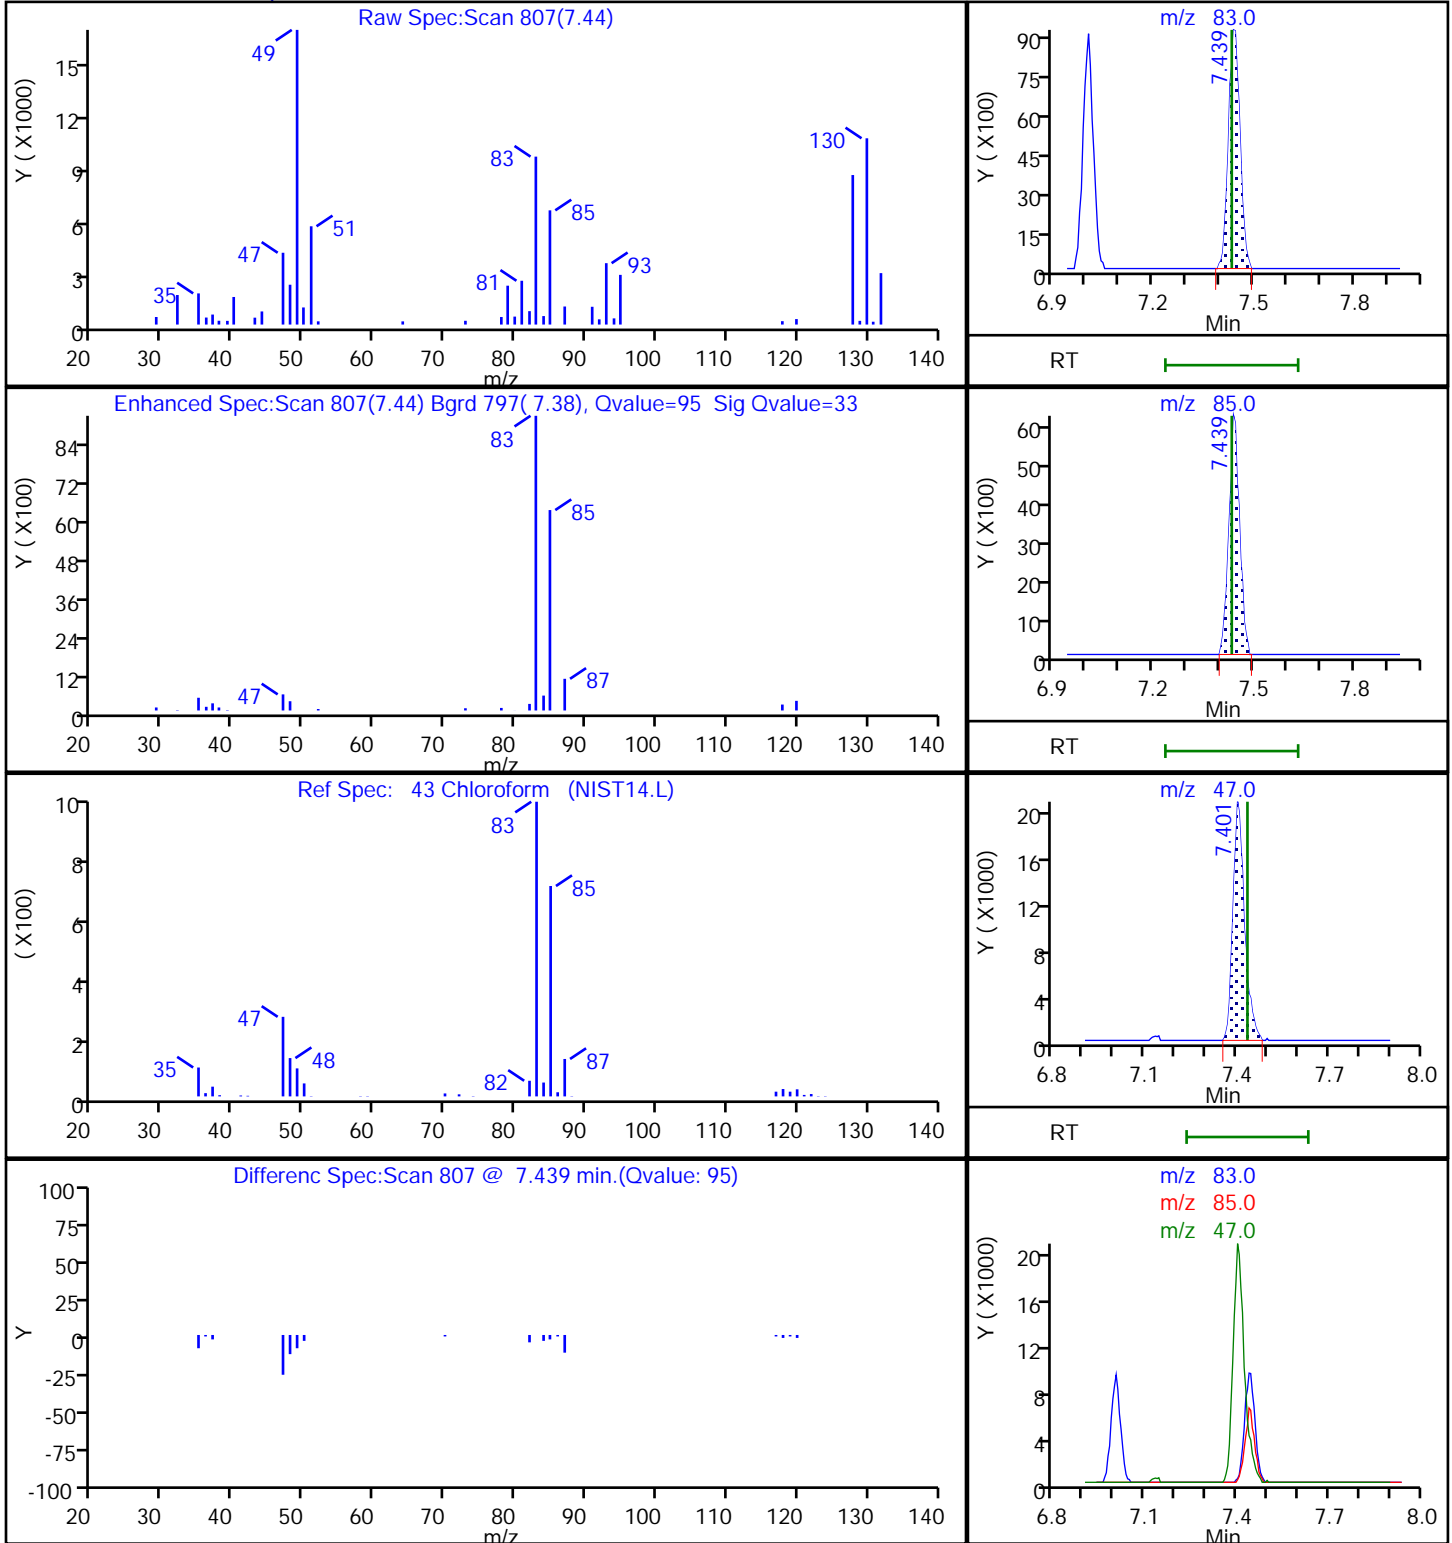 Raw Spec:Scan 807(7.44)
Y ( X1000)
15
12
9
6
3
0
49
83
130
85
51
47
93
81
35
20 30 40 50 60 70 80 90 100 110 120 130 140
m/z
m/z 83.0
Y ( X100)
90
75
60
45
30
15
0
7.439
6.9 7.2 7.5 7.8
Min
RT
Enhanced Spec:Scan 807(7.44) Bgrd 797( 7.38), Qvalue=95 Sig Qvalue=33
Y ( X100)
84
72
60
48
36
24
12
0
83
85
47
87
20 30 40 50 60 70 80 90 100 110 120 130 140
m/z
m/z 85.0
Y ( X100)
60
50
40
30
20
10
0
7.439
6.9 7.2 7.5 7.8
Min
RT
Ref Spec: 43 Chloroform (NIST14.L)
( X100)
10
8
6
4
2
0
83
85
47
48
35
82
87
20 30 40 50 60 70 80 90 100 110 120 130 140
m/z 47.0
Y ( X1000)
20
16
12
8
4
0
7.401
6.8 7.1 7.4 7.7 8.0
Min
RT
Differenc Spec:Scan 807 @ 7.439 min.(Qvalue: 95)
Y
100
75
50
25
0
-25
-50
-75
-100
20 30 40 50 60 70 80 90 100 110 120 130 140
m/z
m/z 83.0
m/z 85.0
m/z 47.0
Y ( X1000)
20
16
12
8
4
0
6.8 7.1 7.4 7.7 8.0
Min